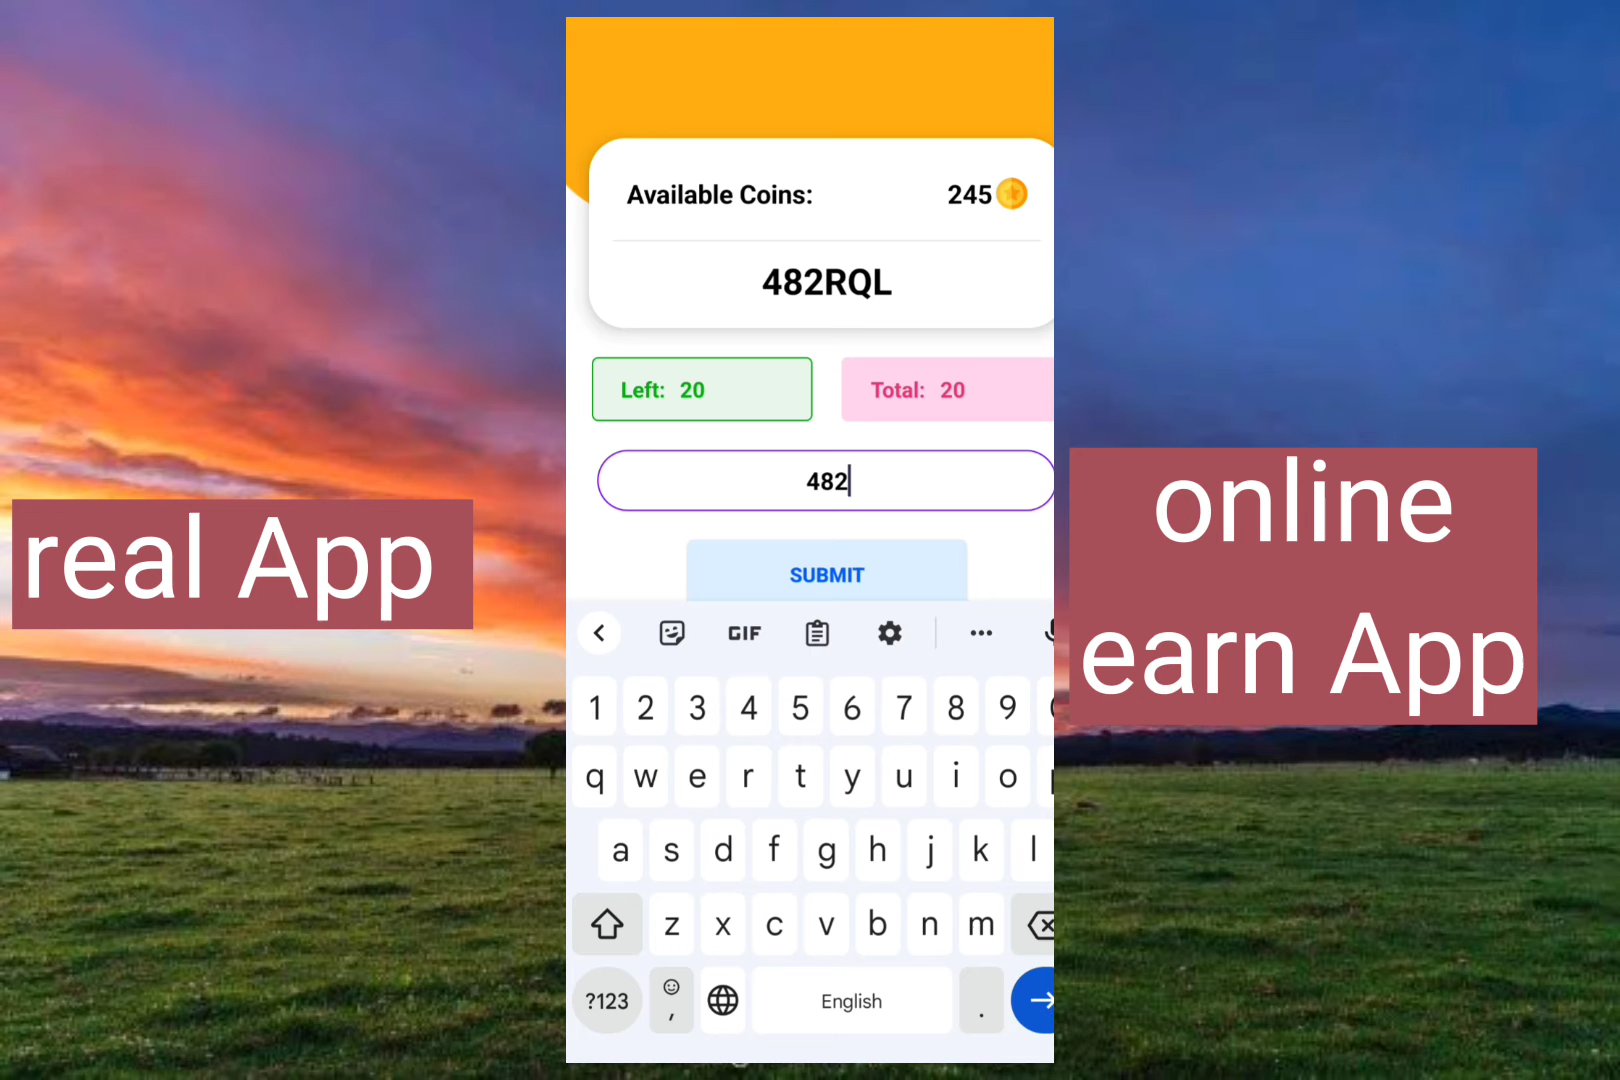 Available Coins: 245
482RQL
Left: 20
Total: 20
482
SUBMIT
real App
online
earn App
GIF
1 2 3 4 5 6 7 8 9
q w e r t y u i o
a s d f g h j k l
z x c v b n m
?123 , English .